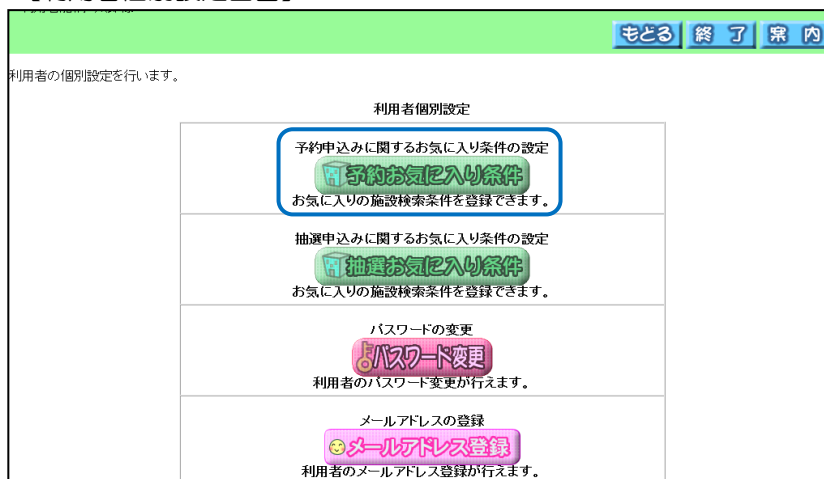 もどる 終 了 案 内
利用者の個別設定を行います。
利用者個別設定
予約申込みに関するお気に入り条件の設定
予約お気に入り条件
お気に入りの施設検索条件を登録できます。
抽選申込みに関するお気に入り条件の設定
抽選お気に入り条件
お気に入りの施設検索条件を登録できます。
パスワードの変更
パスワード変更
利用者のパスワード変更が行えます。
メールアドレスの登録
メールアドレス登録
利用者のメールアドレス登録が行えます。